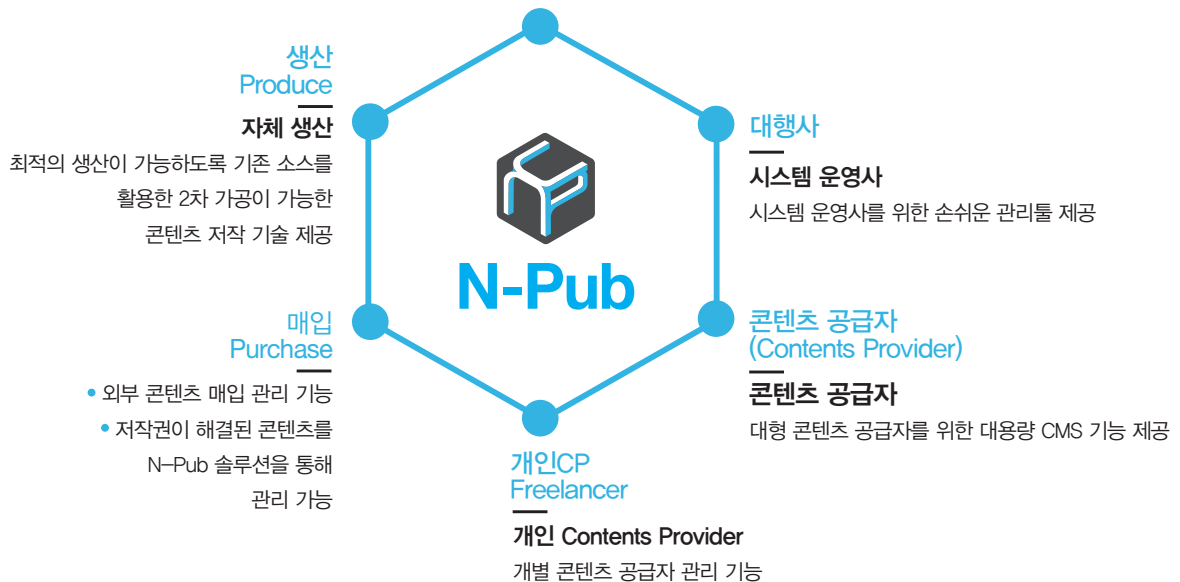 생산
Produce
자체 생산
최적의 생산이 가능하도록 기존 소스를
활용한 2차 가공이 가능한
콘텐츠 저작 기술 제공
대행사
시스템 운영사
시스템 운영사를 위한 손쉬운 관리툴 제공
N-Pub
매입
Purchase
• 외부 콘텐츠 매입 관리 기능
• 저작권이 해결된 콘텐츠를
N-Pub 솔루션을 통해
관리 가능
콘텐츠 공급자
(Contents Provider)
콘텐츠 공급자
대형 콘텐츠 공급자를 위한 대용량 CMS 기능 제공
개인CP
Freelancer
개인 Contents Provider
개별 콘텐츠 공급자 관리 기능